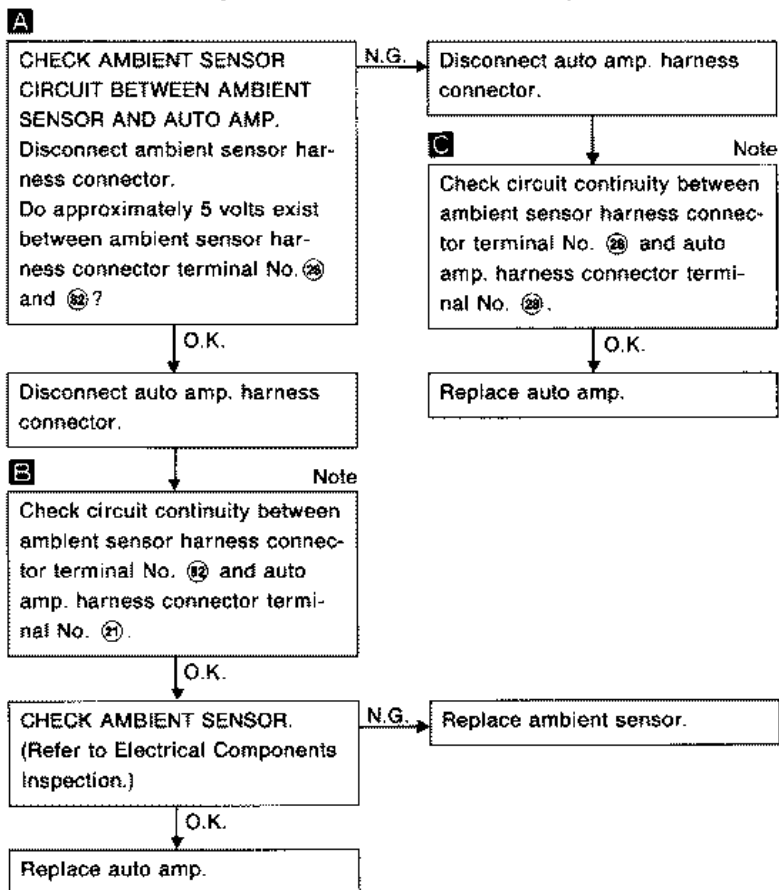 A
CHECK AMBIENT SENSOR
CIRCUIT BETWEEN AMBIENT
SENSOR AND AUTO AMP.
Disconnect ambient sensor har-
ness connector.
Do approximately 5 volts exist
between ambient sensor har-
ness connector terminal No.
and ?
N.G.
Disconnect auto amp. harness
connector.
C
Note
Check circuit continuity between
ambient sensor harness connec-
tor terminal No. and auto
amp. harness connector termi-
nal No. .
O.K.
Replace auto amp.
O.K.
Disconnect auto amp. harness
connector.
B
Note
Check circuit continuity between
ambient sensor harness connec-
tor terminal No. and auto
amp. harness connector termi-
nal No. ㉑.
O.K.
CHECK AMBIENT SENSOR.
(Refer to Electrical Components
Inspection.)
N.G.
Replace ambient sensor.
O.K.
Replace auto amp.